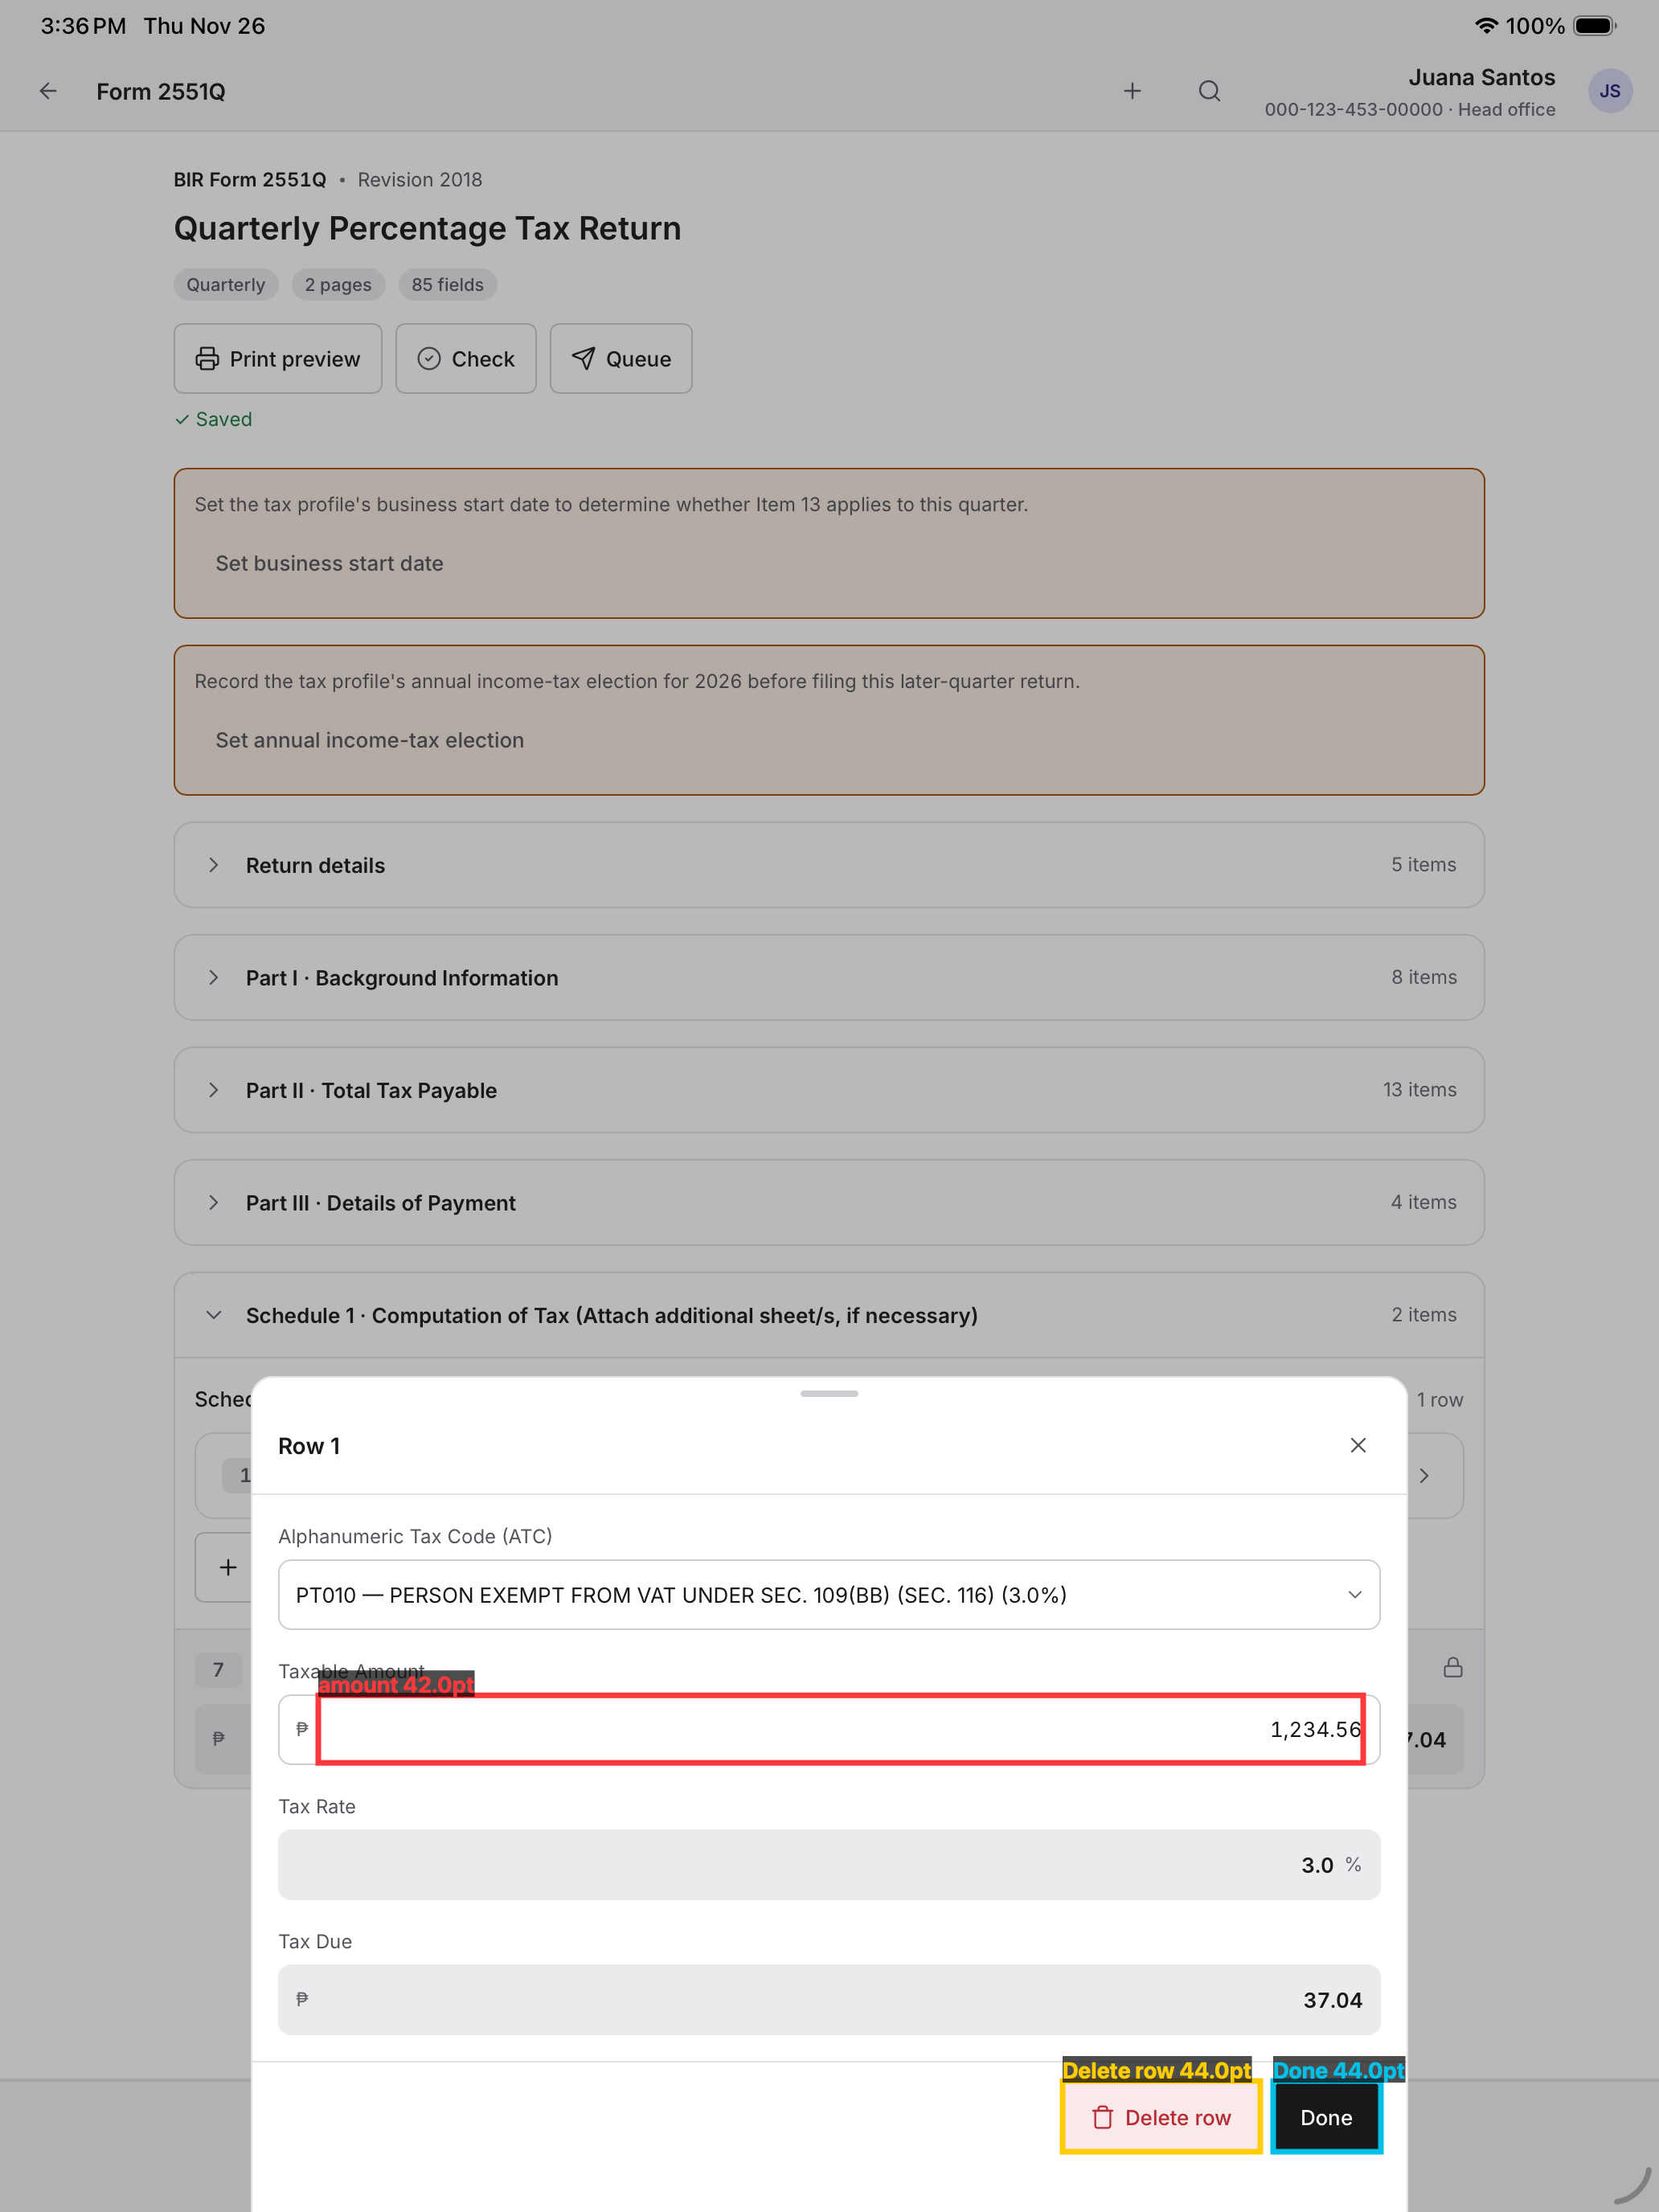 3:36 PM Thu Nov 26
100%
Form 2551Q
Juana Santos
000-123-453-00000 · Head office
JS
BIR Form 2551Q • Revision 2018
Quarterly Percentage Tax Return
Quarterly
2 pages
85 fields
Print preview
Check
Queue
Saved
Set the tax profile's business start date to determine whether Item 13 applies to this quarter.
Set business start date
Record the tax profile's annual income-tax election for 2026 before filing this later-quarter return.
Set annual income-tax election
Return details
5 items
Part I · Background Information
8 items
Part II · Total Tax Payable
13 items
Part III · Details of Payment
4 items
Schedule 1 · Computation of Tax (Attach additional sheet/s, if necessary)
2 items
Sched
1 row
1
Row 1
Alphanumeric Tax Code (ATC)
PT010 — PERSON EXEMPT FROM VAT UNDER SEC. 109(BB) (SEC. 116) (3.0%)
7
Taxable Amount
amount 42.0pt
₱ 1,234.56
₱
7.04
Tax Rate
3.0 %
Tax Due
₱ 37.04
Delete row 44.0pt
Done 44.0pt
Delete row
Done